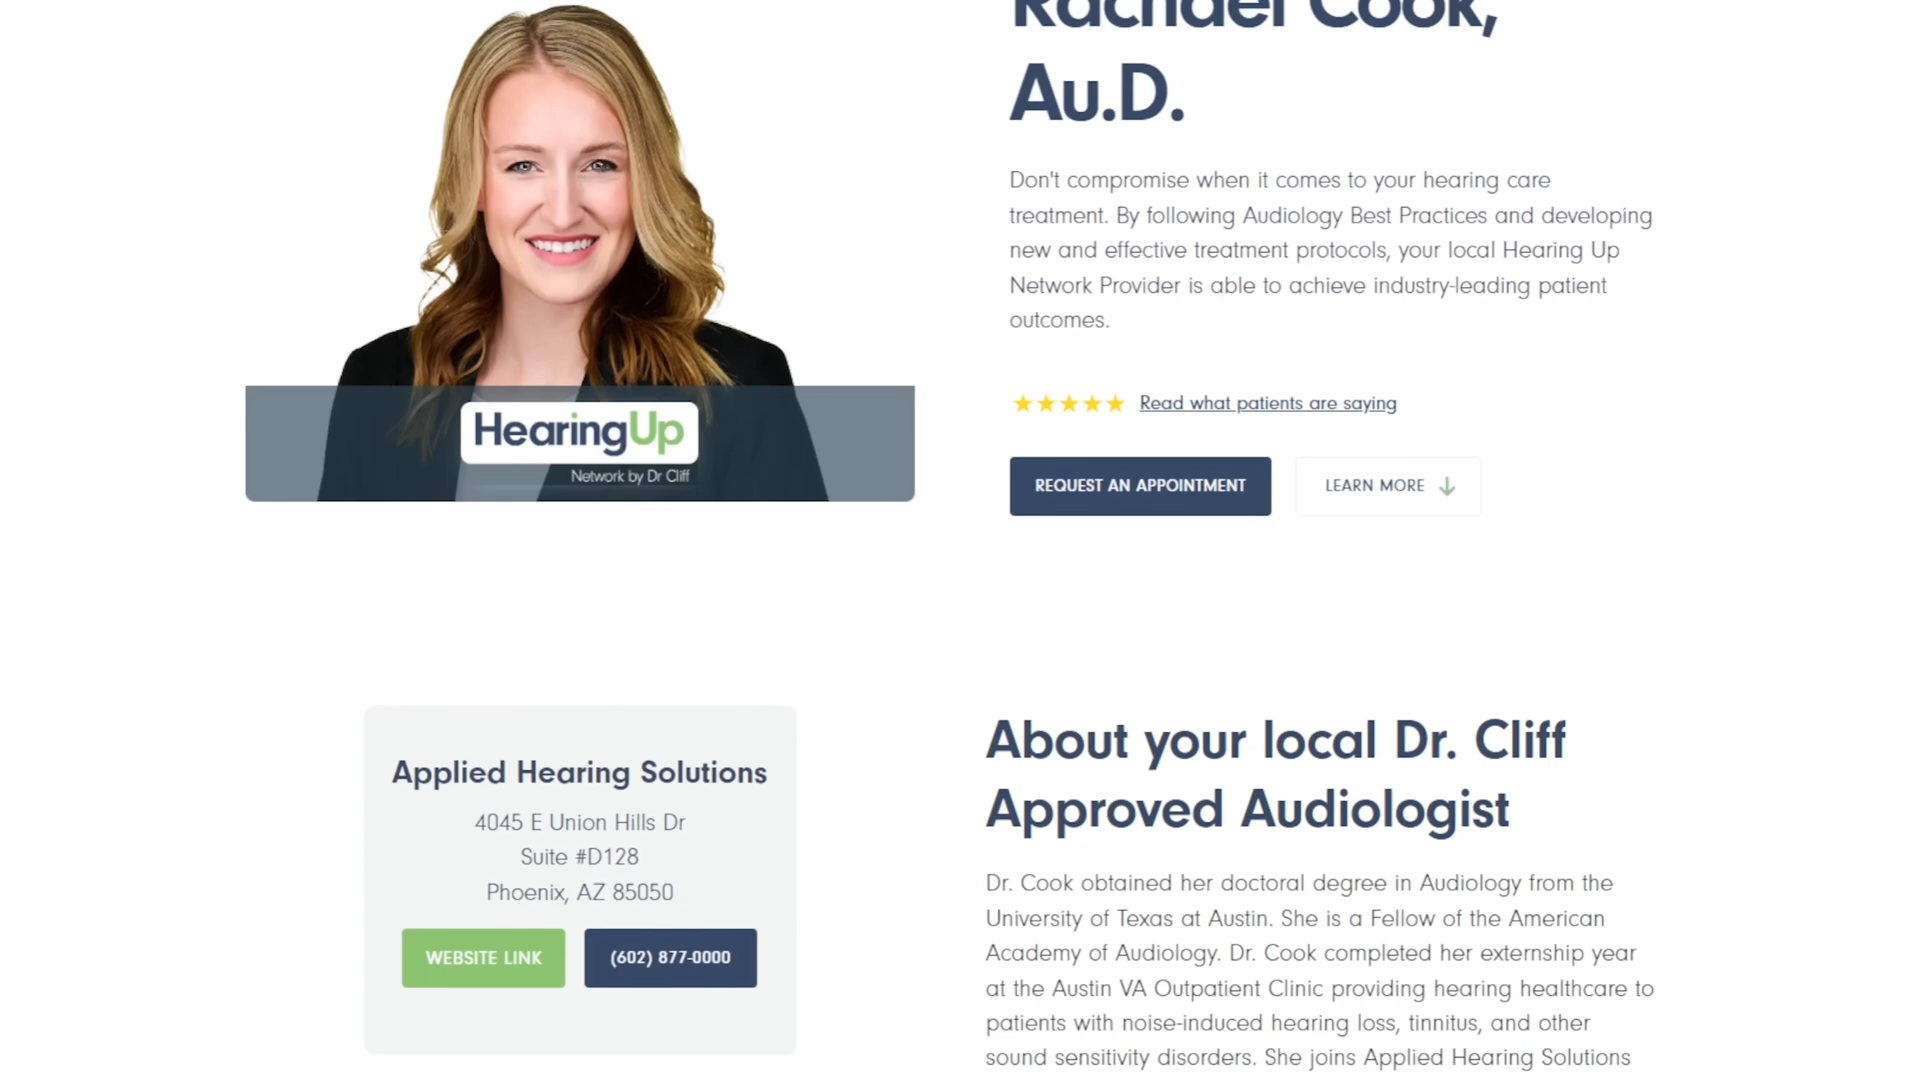 Rachael Cook,
Au.D.
Don't compromise when it comes to your hearing care
treatment. By following Audiology Best Practices and developing
new and effective treatment protocols, your local Hearing Up
Network Provider is able to achieve industry-leading patient
outcomes.
Read what patients are saying
REQUEST AN APPOINTMENT
LEARN MORE
HearingUp
Network by Dr Cliff
Applied Hearing Solutions
4045 E Union Hills Dr
Suite #D128
Phoenix, AZ 85050
WEBSITE LINK
(602) 877-0000
About your local Dr. Cliff
Approved Audiologist
Dr. Cook obtained her doctoral degree in Audiology from the
University of Texas at Austin. She is a Fellow of the American
Academy of Audiology. Dr. Cook completed her externship year
at the Austin VA Outpatient Clinic providing hearing healthcare to
patients with noise-induced hearing loss, tinnitus, and other
sound sensitivity disorders. She joins Applied Hearing Solutions